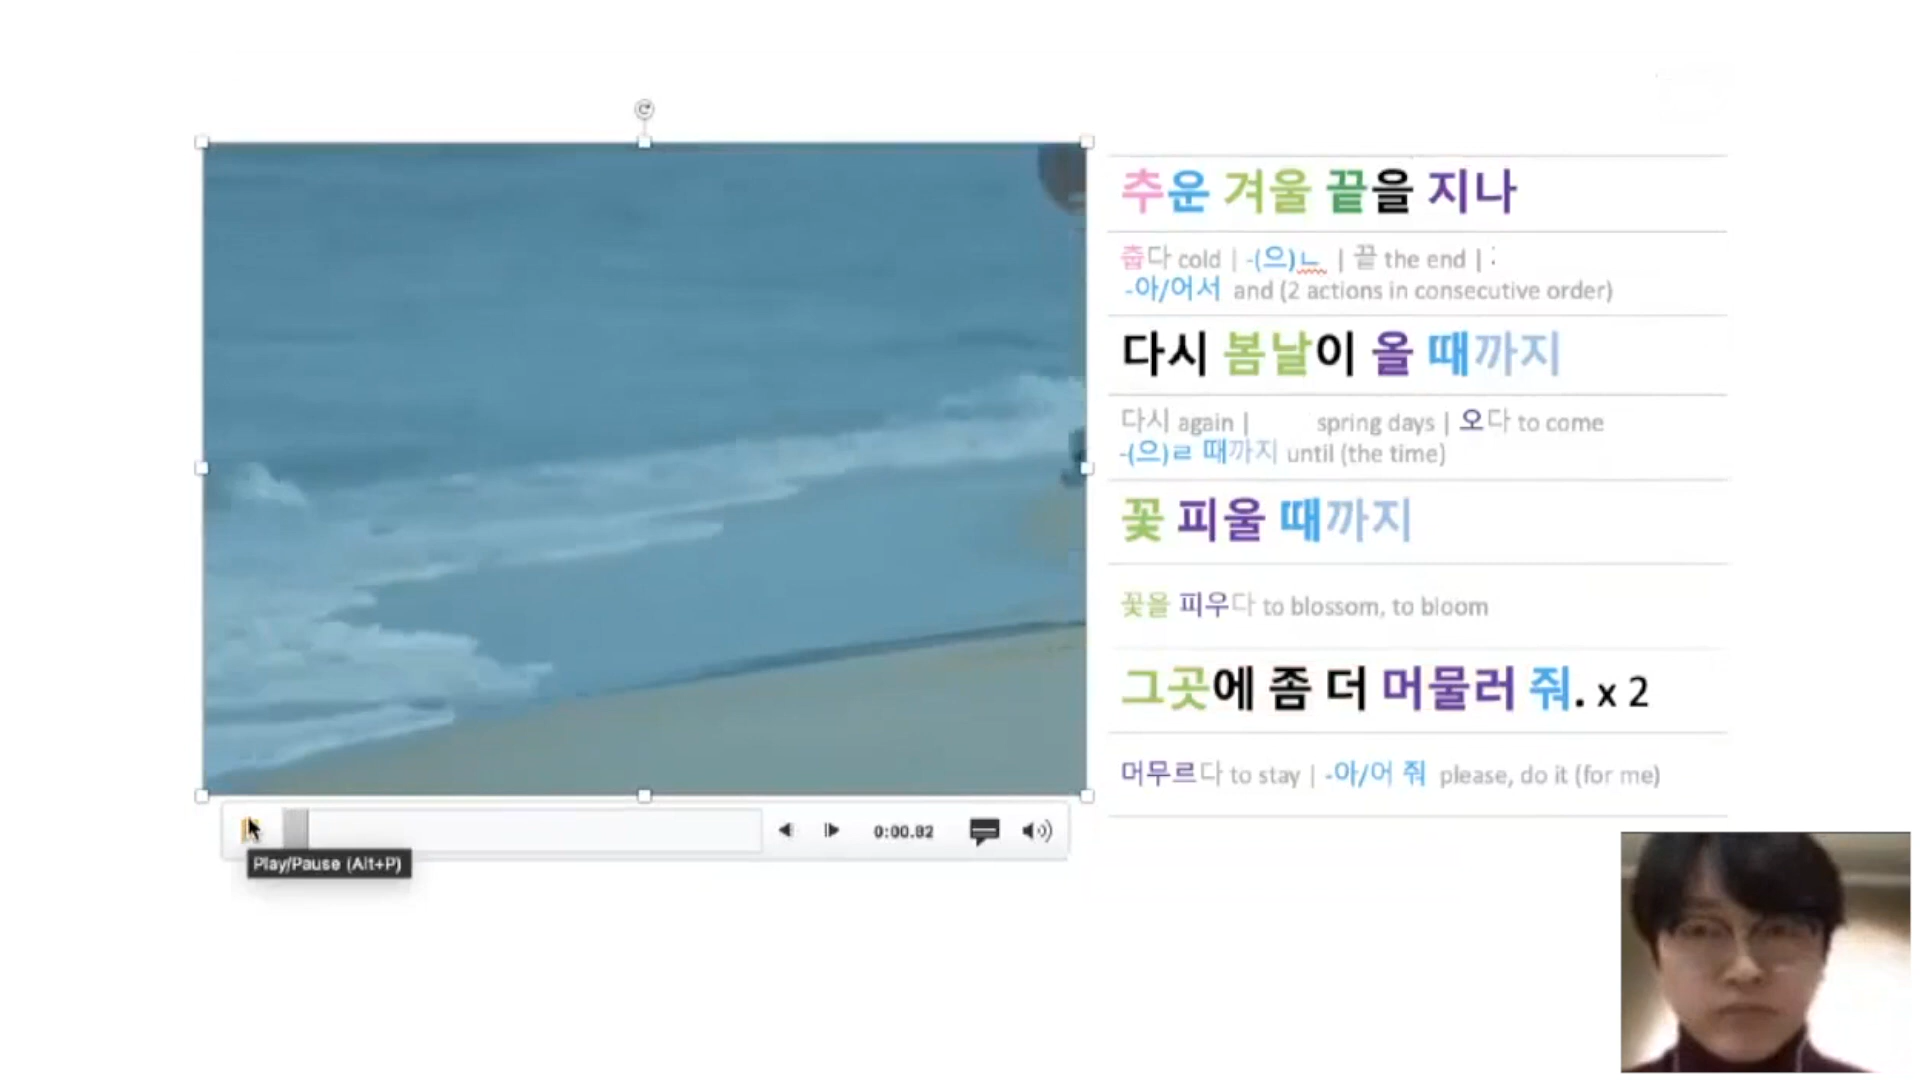 추운 겨울 끝을 지나
춥다 cold | -(으)ㄴ | 끝 the end | :
-아/어서 and (2 actions in consecutive order)
다시 봄날이 올 때까지
다시 again | spring days | 오다 to come
-(으)ㄹ 때까지 until (the time)
꽃 피울 때까지
꽃을 피우다 to blossom, to bloom
그곳에 좀 더 머물러 줘. x 2
머무르다 to stay | -아/어 줘 please, do it (for me)
0:00.02
Play/Pause (Alt+P)